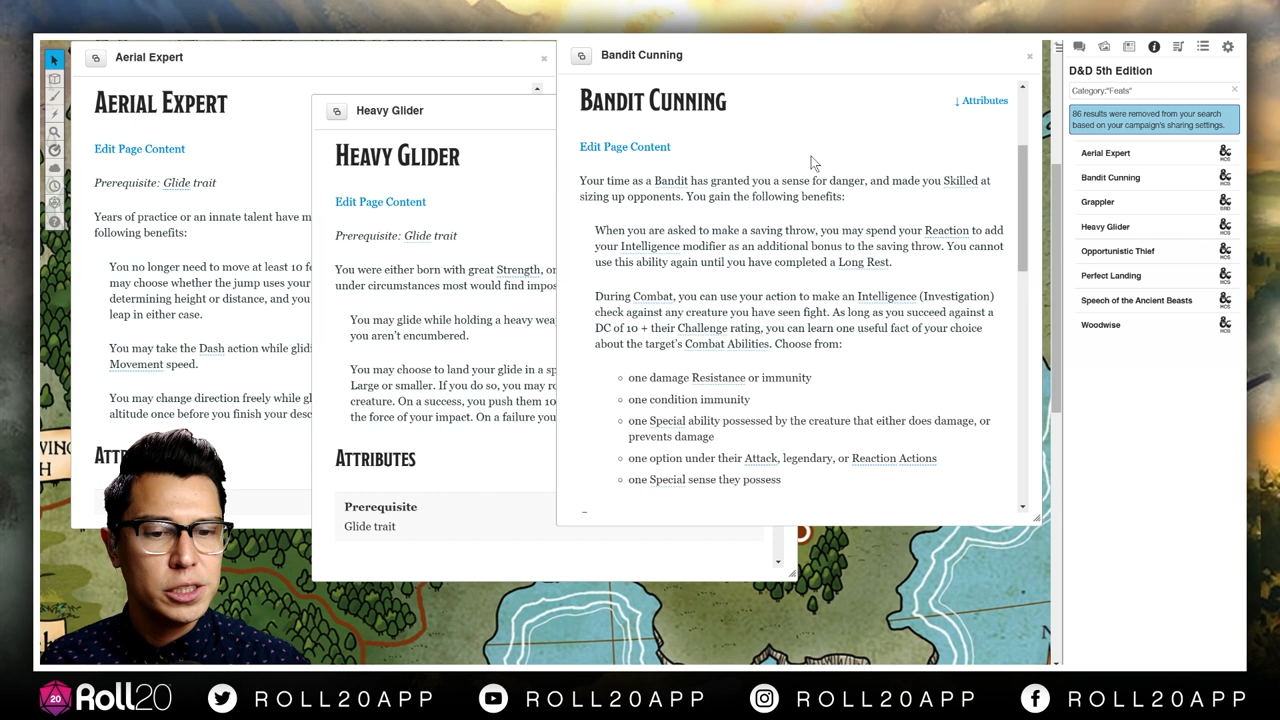 Aerial Expert
AERIAL EXPERT
Edit Page Content
Prerequisite: Glide trait
Years of practice or an innate talent have m
following benefits:
You no longer need to move at least 10 fe
may choose whether the jump uses your
determining height or distance, and you
leap in either case.
You may take the Dash action while glidi
Movement speed.
You may change direction freely while gl
altitude once before you finish your desc
ATT
Heavy Glider
HEAVY GLIDER
Edit Page Content
Prerequisite: Glide trait
You were either born with great Strength, or
under circumstances most would find impos
You may glide while holding a heavy wea
you aren't encumbered.
You may choose to land your glide in a sp
Large or smaller. If you do so, you may ro
creature. On a success, you push them 10
the force of your impact. On a failure you
ATTRIBUTES
Prerequisite
Glide trait
Bandit Cunning
BANDIT CUNNING
↓ Attributes
Edit Page Content
Your time as a Bandit has granted you a sense for danger, and made you Skilled at
sizing up opponents. You gain the following benefits:
When you are asked to make a saving throw, you may spend your Reaction to add
your Intelligence modifier as an additional bonus to the saving throw. You cannot
use this ability again until you have completed a Long Rest.
During Combat, you can use your action to make an Intelligence (Investigation)
check against any creature you have seen fight. As long as you succeed against a
DC of 10 + their Challenge rating, you can learn one useful fact of your choice
about the target's Combat Abilities. Choose from:
one damage Resistance or immunity
one condition immunity
one Special ability possessed by the creature that either does damage, or
prevents damage
one option under their Attack, legendary, or Reaction Actions
one Special sense they possess
D&D 5th Edition
Category:"Feats"
86 results were removed from your search
based on your campaign's sharing settings.
Aerial Expert
& HOS
Bandit Cunning
& HOS
Grappler
& SRD
Heavy Glider
& HOS
Opportunistic Thief
& HOS
Perfect Landing
& HOS
Speech of the Ancient Beasts
& HOS
Woodwise
& HOS
20 Roll20
ROLL20APP
ROLL20APP
ROLL20APP
ROLL20APP